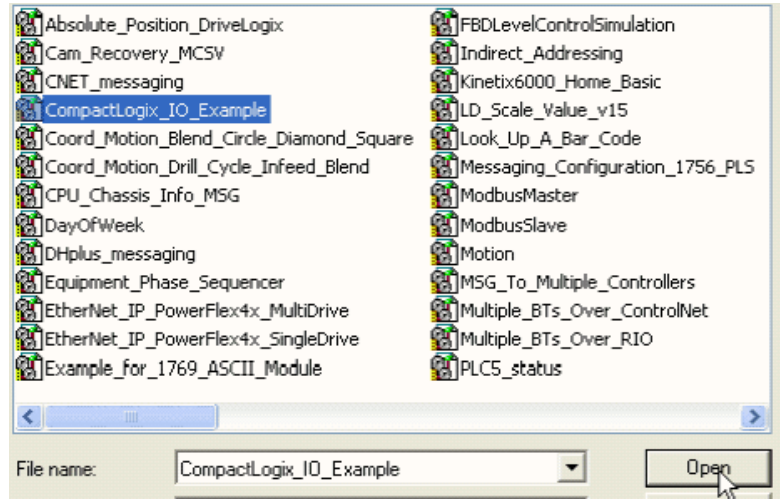 Absolute_Position_DriveLogix
Cam_Recovery_MCSV
CNET_messaging
CompactLogix_IO_Example
Coord_Motion_Blend_Circle_Diamond_Square
Coord_Motion_Drill_Cycle_Infeed_Blend
CPU_Chassis_Info_MSG
DayOfWeek
DHplus_messaging
Equipment_Phase_Sequencer
EtherNet_IP_PowerFlex4x_MultiDrive
EtherNet_IP_PowerFlex4x_SingleDrive
Example_for_1769_ASCII_Module
FBDLevelControlSimulation
Indirect_Addressing
Kinetix6000_Home_Basic
LD_Scale_Value_v15
Look_Up_A_Bar_Code
Messaging_Configuration_1756_PLS
ModbusMaster
ModbusSlave
Motion
MSG_To_Multiple_Controllers
Multiple_BTs_Over_ControlNet
Multiple_BTs_Over_RIO
PLC5_status
File name: CompactLogix_IO_Example Open